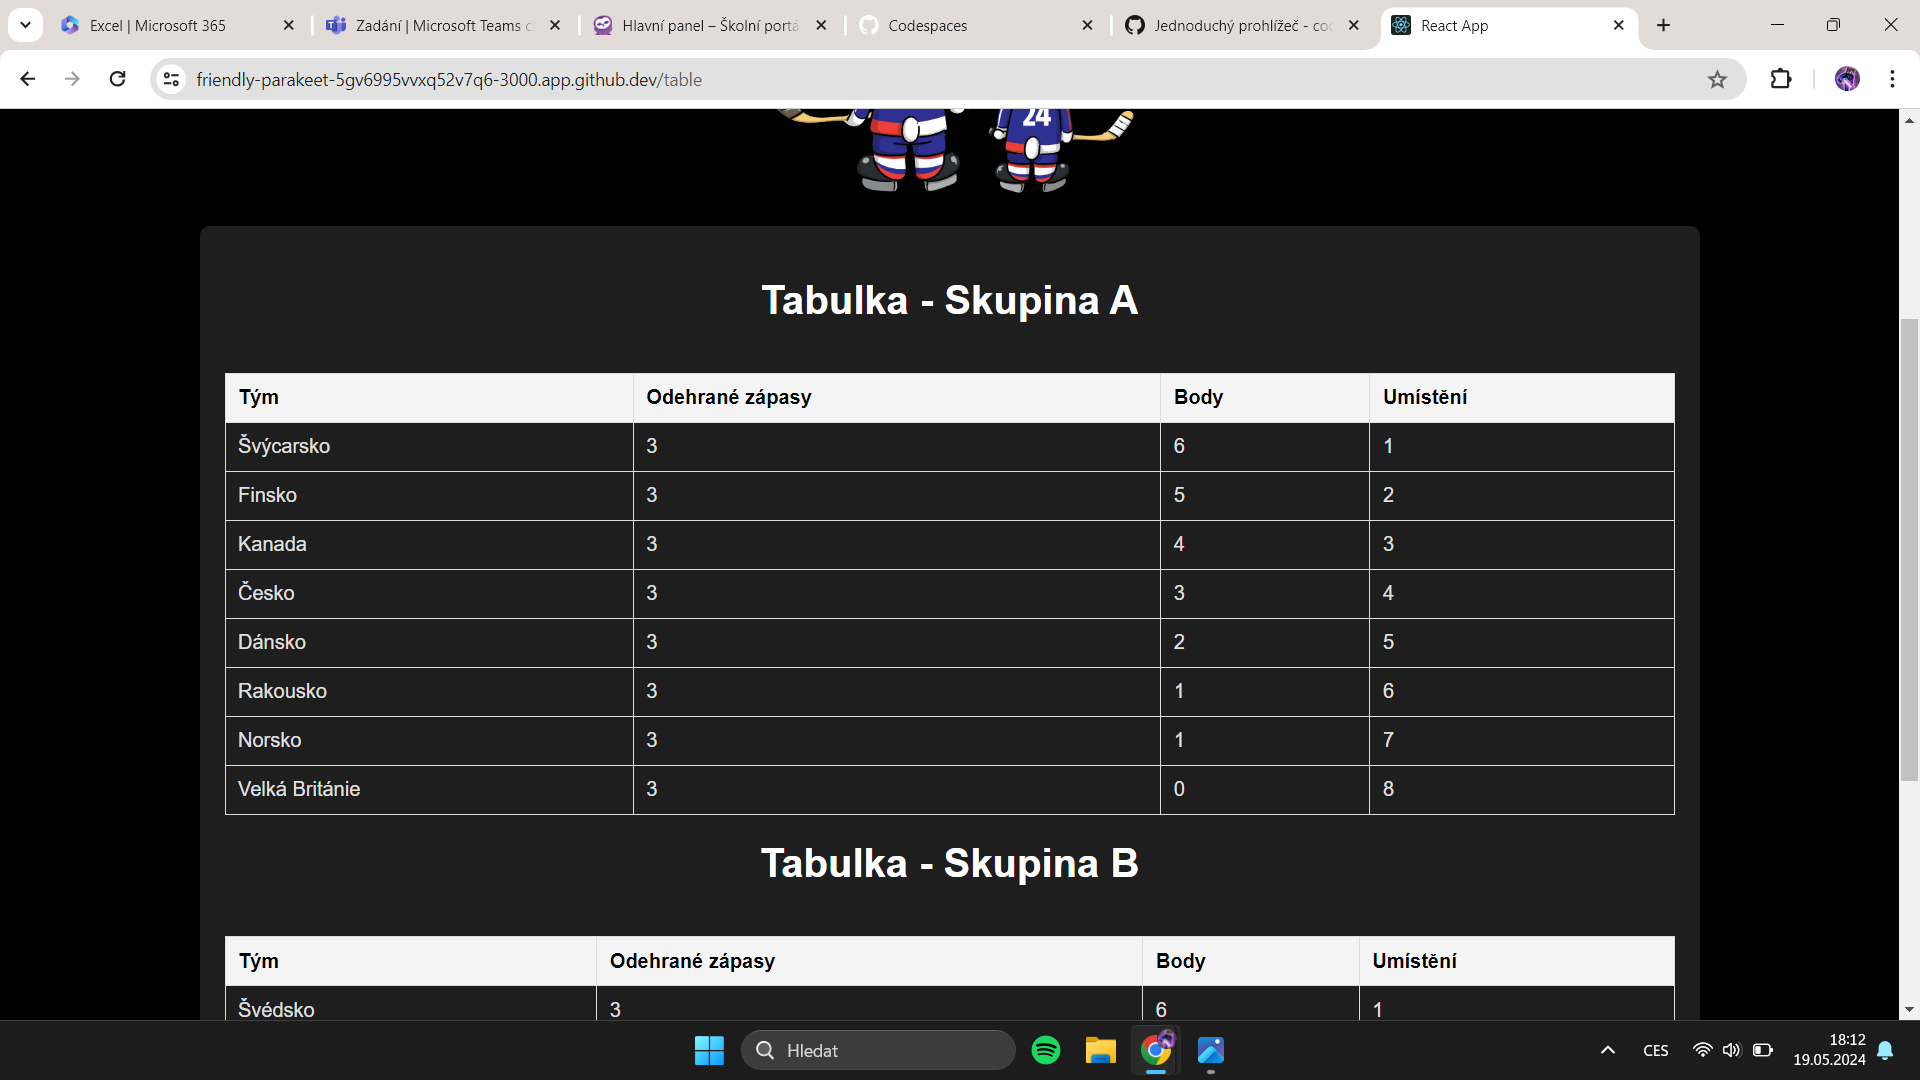 Excel | Microsoft 365
Zadání | Microsoft Teams
Hlavní panel – Školní portá
Codespaces
Jednoduchý prohlížeč - co
React App
friendly-parakeet-5gv6995vvxq52v7q6-3000.app.github.dev/table
24
Tabulka - Skupina A
Tým Odehrané zápasy Body Umístění
Švýcarsko 3 6 1
Finsko 3 5 2
Kanada 3 4 3
Česko 3 3 4
Dánsko 3 2 5
Rakousko 3 1 6
Norsko 3 1 7
Velká Británie 3 0 8
Tabulka - Skupina B
Tým Odehrané zápasy Body Umístění
Švédsko 3 6 1
Hledat
CES
18:12
19.05.2024